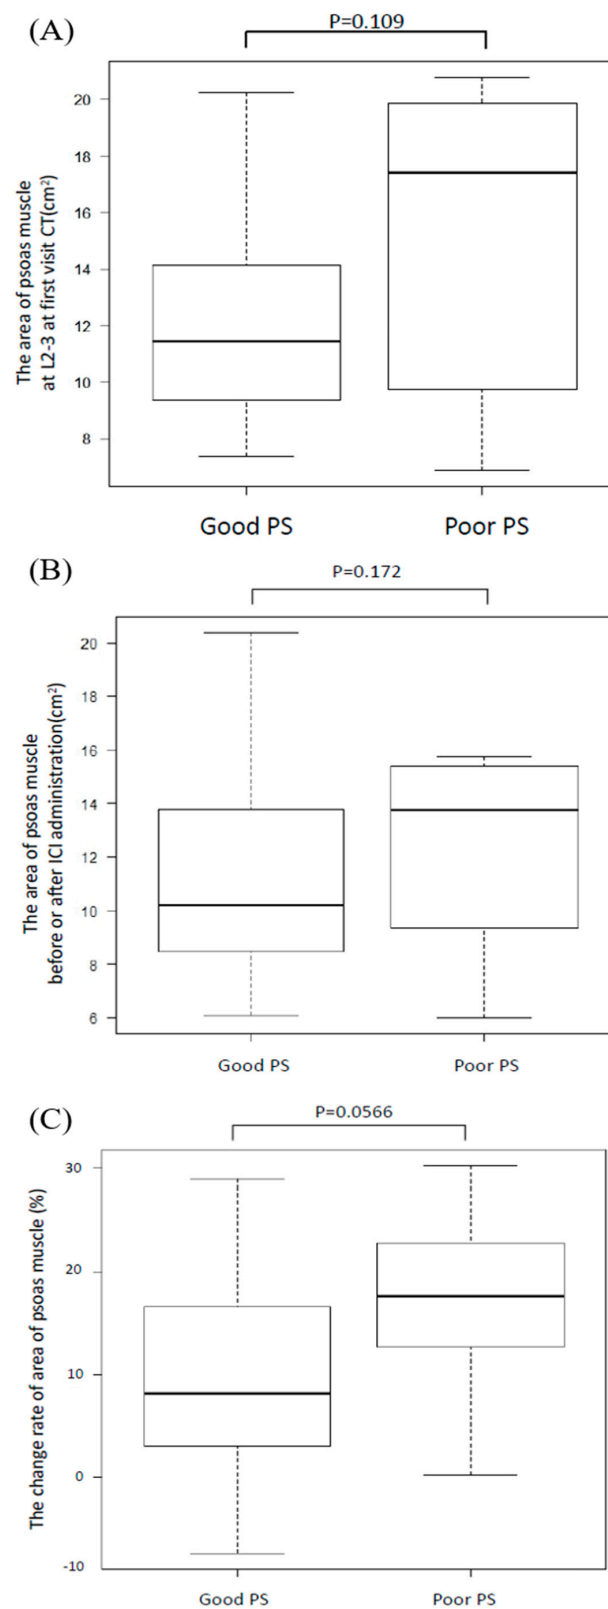 (A)
P=0.109
The area of psoas muscle
at L2-3 at first visit CT(cm²)
20
18
16
14
12
10
8
Good PS
Poor PS
(B)
P=0.172
The area of psoas muscle
before or after ICI administration(cm²)
20
18
16
14
12
10
8
6
Good PS
Poor PS
(C)
P=0.0566
The change rate of area of psoas muscle (%)
30
20
10
0
-10
Good PS
Poor PS